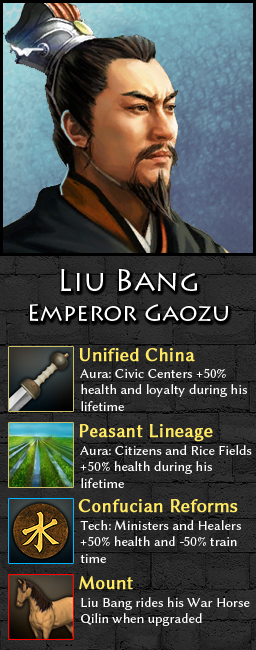 Liu Bang
Emperor Gaozu
Unified China
Aura: Civic Centers +50%
health and loyalty during his
lifetime
Peasant Lineage
Aura: Citizens and Rice Fields
+50% health during his
lifetime
水
Confucian Reforms
Tech: Ministers and Healers
+50% health and -50% train
time
Mount
Liu Bang rides his War Horse
Qilin when upgraded